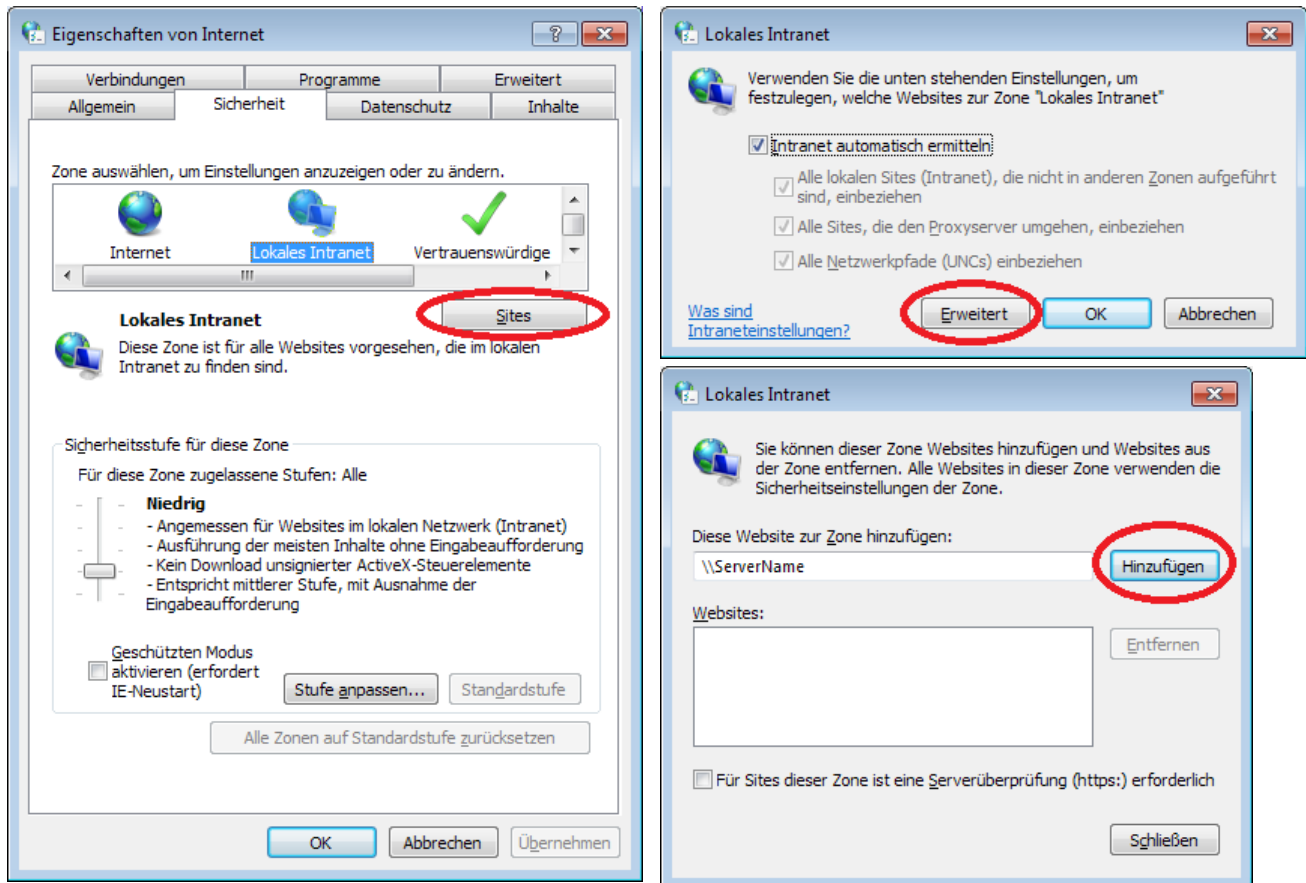 Eigenschaften von Internet
Verbindungen
Programme
Erweitert
Allgemein
Sicherheit
Datenschutz
Inhalte
Zone auswählen, um Einstellungen anzuzeigen oder zu ändern.
Internet
Lokales Intranet
Vertrauenswürdige
Sites
Lokales Intranet
Diese Zone ist für alle Websites vorgesehen, die im lokalen
Intranet zu finden sind.
Sicherheitsstufe für diese Zone
Für diese Zone zugelassene Stufen: Alle
Niedrig
- Angemessen für Websites im lokalen Netzwerk (Intranet)
- Ausführung der meisten Inhalte ohne Eingabeaufforderung
- Kein Download unsignierter ActiveX-Steuerelemente
- Entspricht mittlerer Stufe, mit Ausnahme der
Eingabeaufforderung
Geschützten Modus
aktivieren (erfordert
IE-Neustart)
Stufe anpassen...
Standardstufe
Alle Zonen auf Standardstufe zurücksetzen
OK
Abbrechen
Übernehmen
Lokales Intranet
Verwenden Sie die unten stehenden Einstellungen, um
festzulegen, welche Websites zur Zone "Lokales Intranet"
Intranet automatisch ermitteln
Alle lokalen Sites (Intranet), die nicht in anderen Zonen aufgeführt
sind, einbeziehen
Alle Sites, die den Proxyserver umgehen, einbeziehen
Alle Netzwerkpfade (UNCs) einbeziehen
Was sind
Intraneteinstellungen?
Erweitert
OK
Abbrechen
Lokales Intranet
Sie können dieser Zone Websites hinzufügen und Websites aus
der Zone entfernen. Alle Websites in dieser Zone verwenden die
Sicherheitseinstellungen der Zone.
Diese Website zur Zone hinzufügen:
\\ServerName
Hinzufügen
Websites:
Entfernen
Für Sites dieser Zone ist eine Serverüberprüfung (https:) erforderlich
Schließen